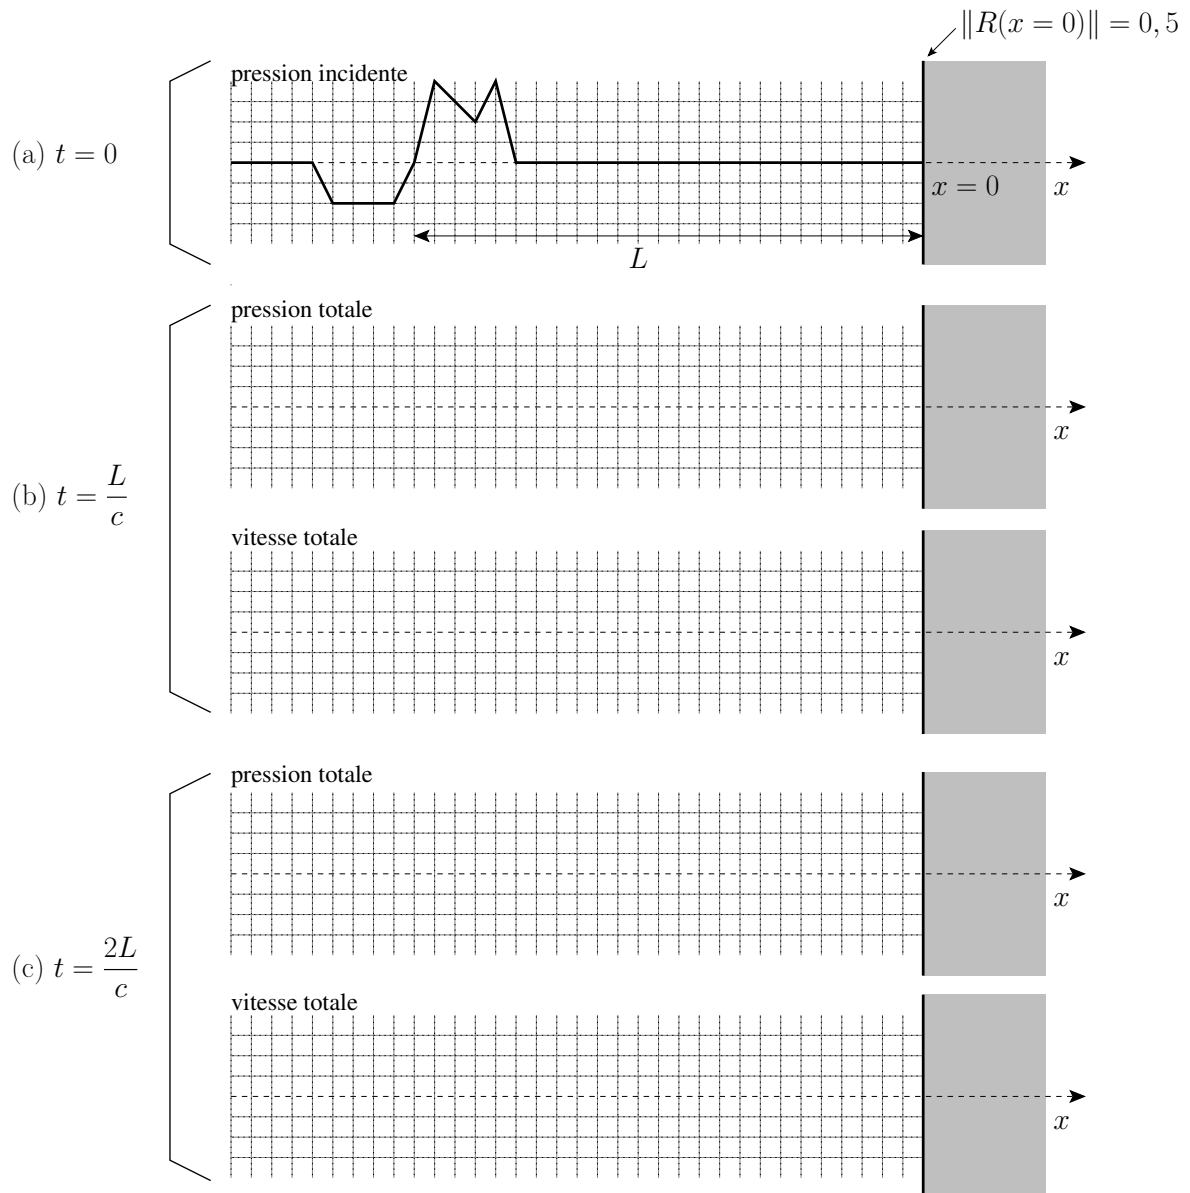 ‖R(x = 0)‖ = 0, 5
pression incidente
(a) t = 0
x = 0
x
L
pression totale
x
(b) t = L/c
vitesse totale
x
pression totale
x
(c) t = 2L/c
vitesse totale
x